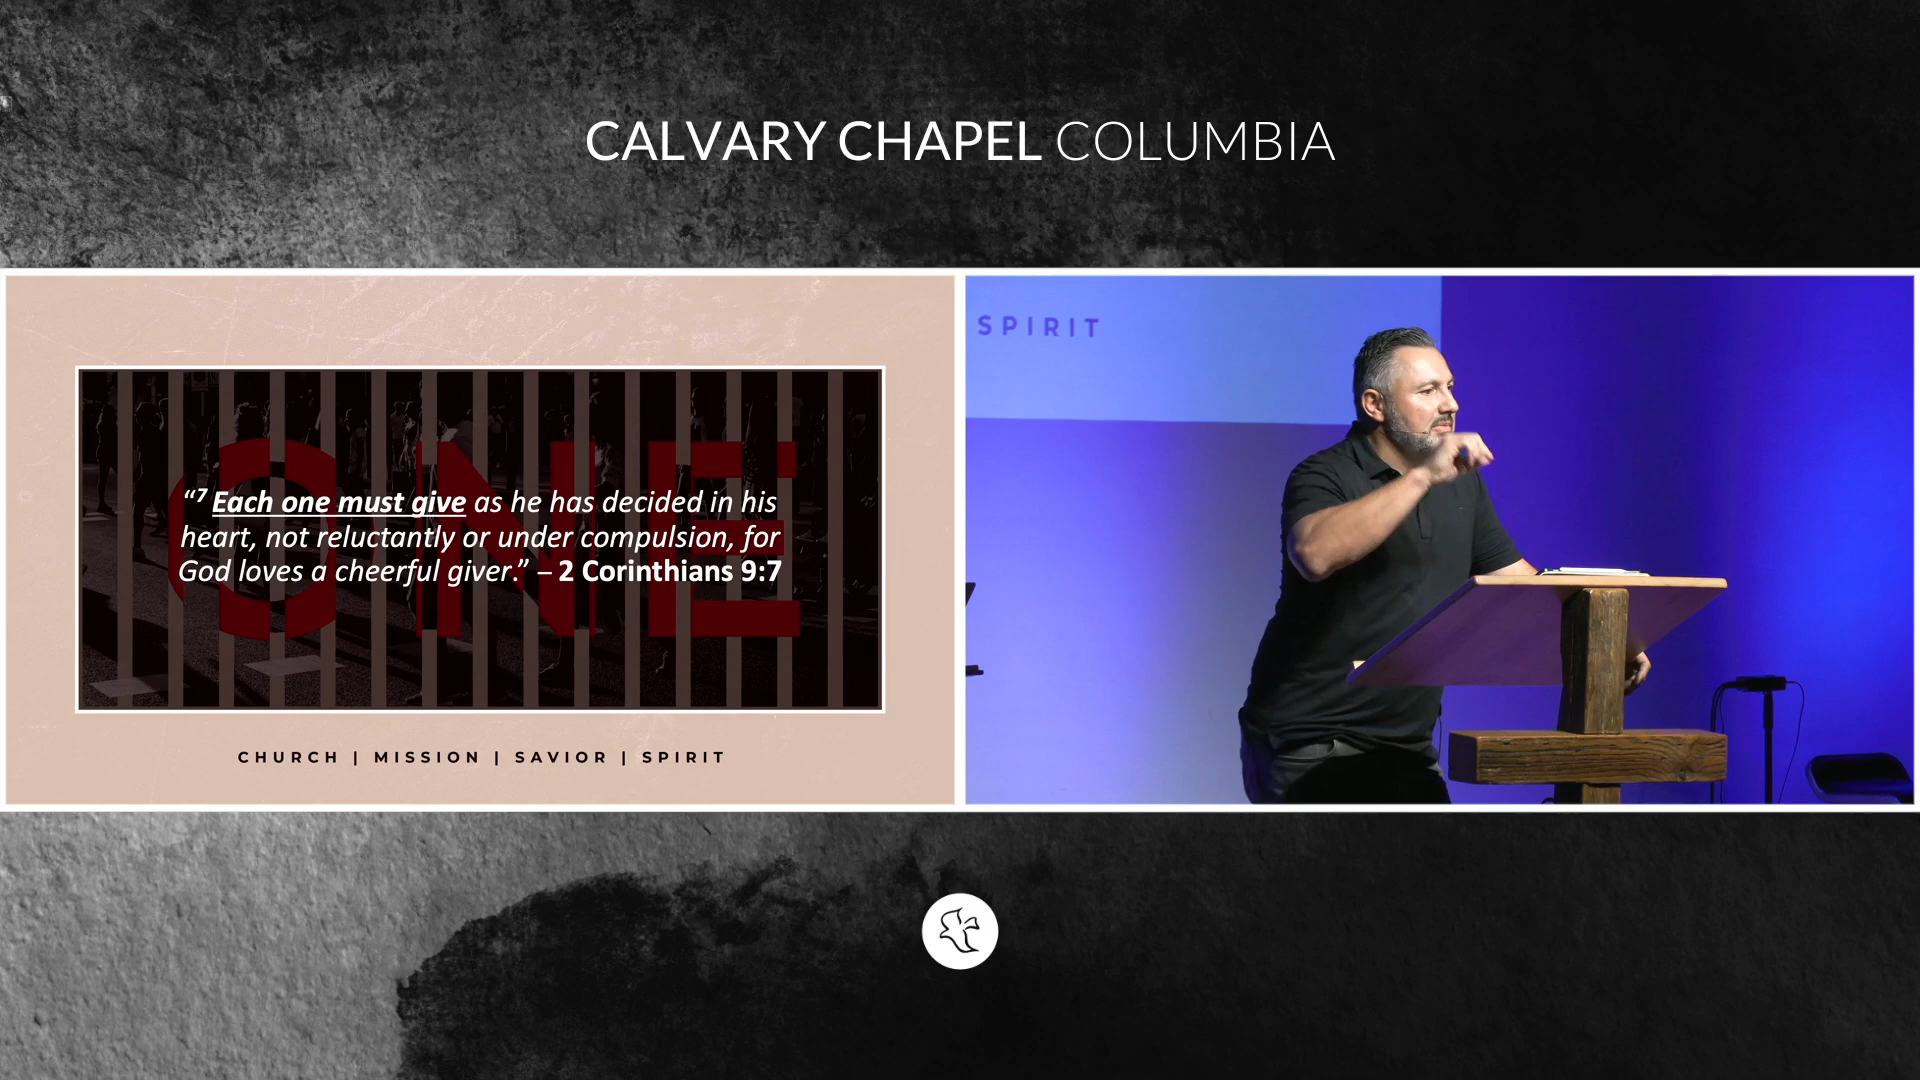 CALVARY CHAPEL COLUMBIA
ONE
“⁷ Each one must give as he has decided in his
heart, not reluctantly or under compulsion, for
God loves a cheerful giver.” – 2 Corinthians 9:7
CHURCH | MISSION | SAVIOR | SPIRIT
SPIRIT